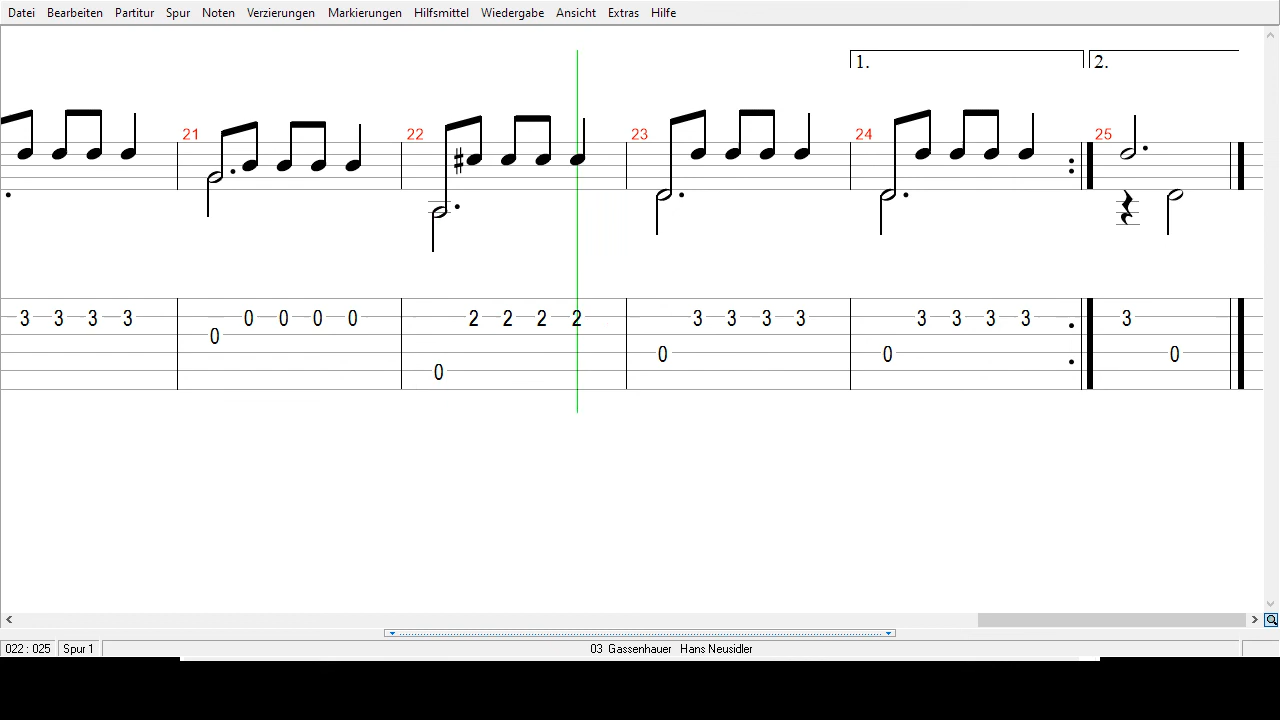 Datei Bearbeiten Partitur Spur Noten Verzierungen Markierungen Hilfsmittel Wiedergabe Ansicht Extras Hilfe
1. 2.
21 22 23 24 25
3 3 3 3 0 0 0 0 2 2 2 2 3 3 3 3 3 3 3 3 3
0
0 0 0
0
022 : 025 Spur 1 03 Gassenhauer Hans Neusidler